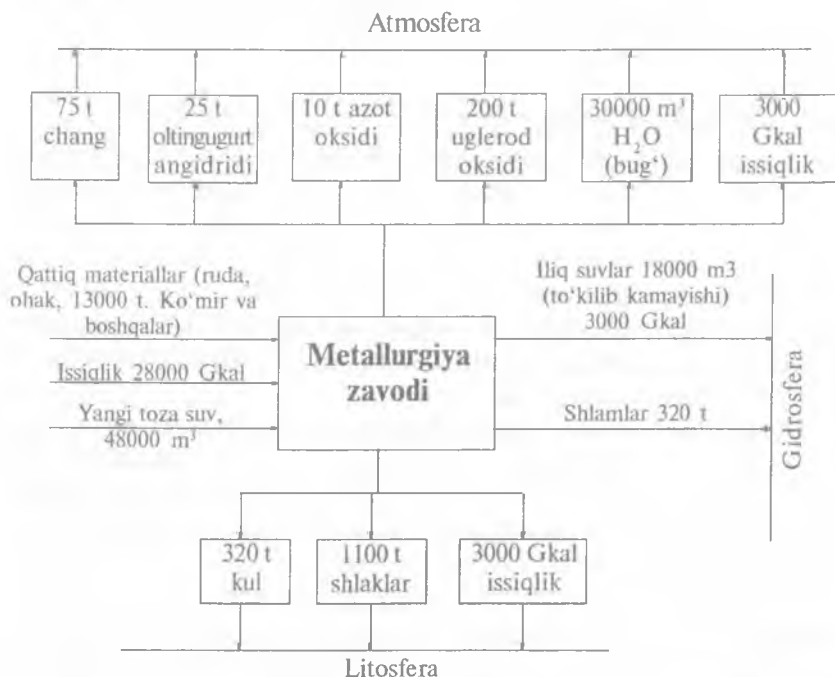 Atmosfera
75 t
chang
25 t
oltingugurt
angidridi
10 t azot
oksidi
200 t
uglerod
oksidi
30000 m³
H₂O
(bug‘)
3000
Gkal
issiqlik
Qattiq materiallar (ruda,
ohak, 13000 t. Ko‘mir va
boshqalar)
Issiqlik 28000 Gkal
Yangi toza suv,
48000 m³
Metallurgiya
zavodi
Iliq suvlar 18000 m3
(to‘kilib kamayishi)
3000 Gkal
Shlamlar 320 t
Gidrosfera
320 t
kul
1100 t
shlaklar
3000 Gkal
issiqlik
Litosfera